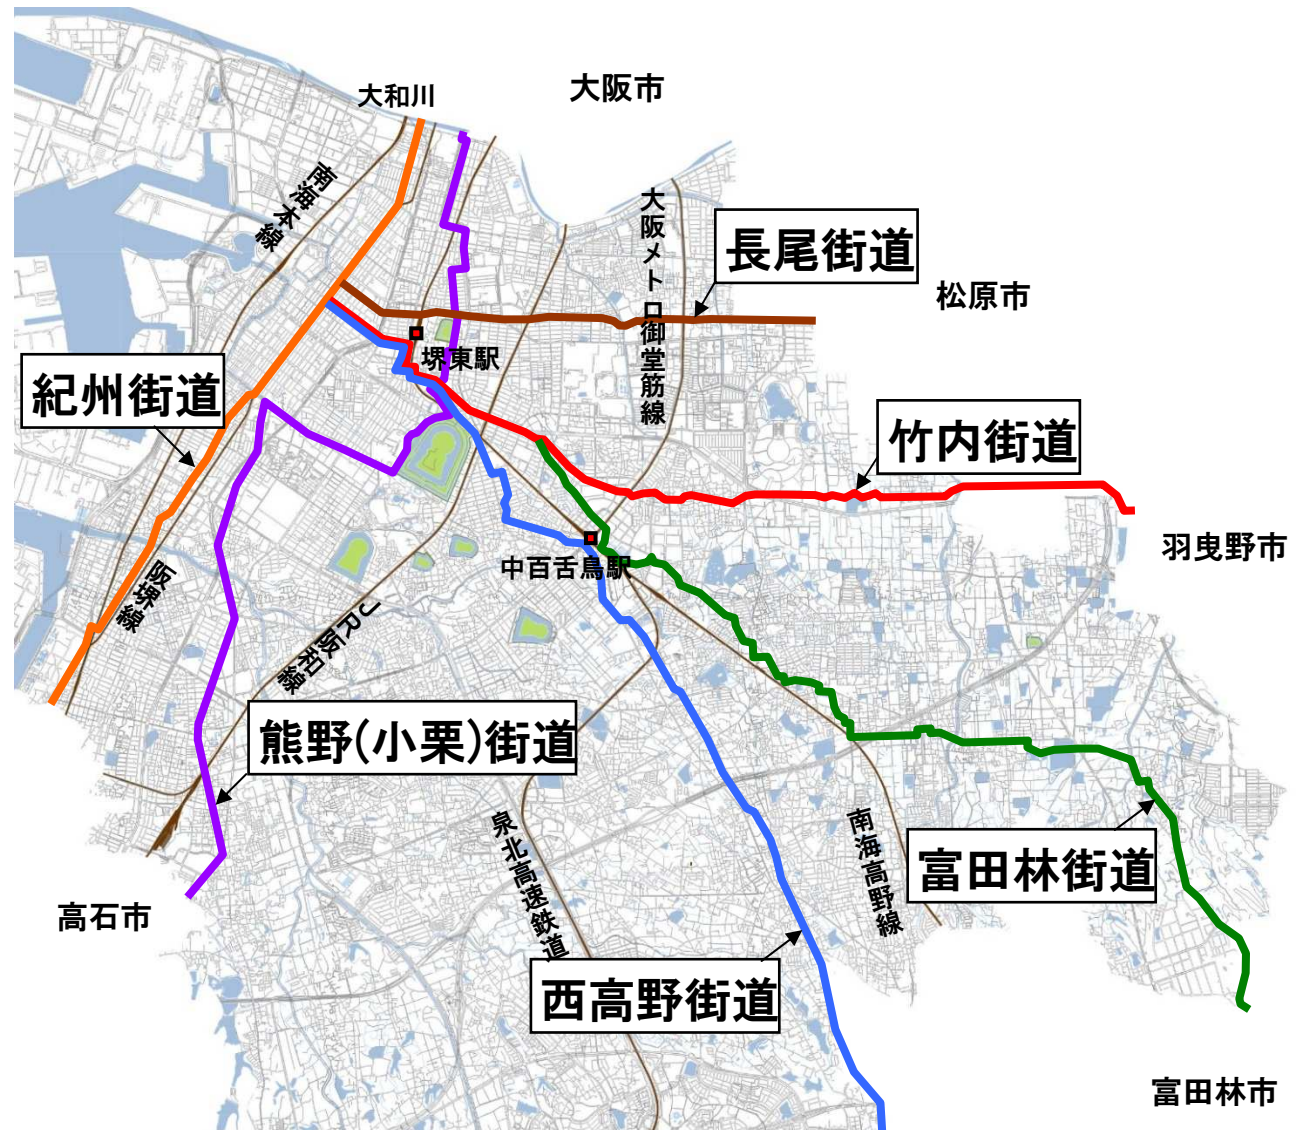 大阪市
大和川
南海本線
大阪メトロ御堂筋線
長尾街道
松原市
堺東駅
紀州街道
竹内街道
羽曳野市
中百舌鳥駅
阪堺線
JR阪和線
熊野(小栗)街道
泉北高速鉄道
南海高野線
富田林街道
高石市
西高野街道
富田林市